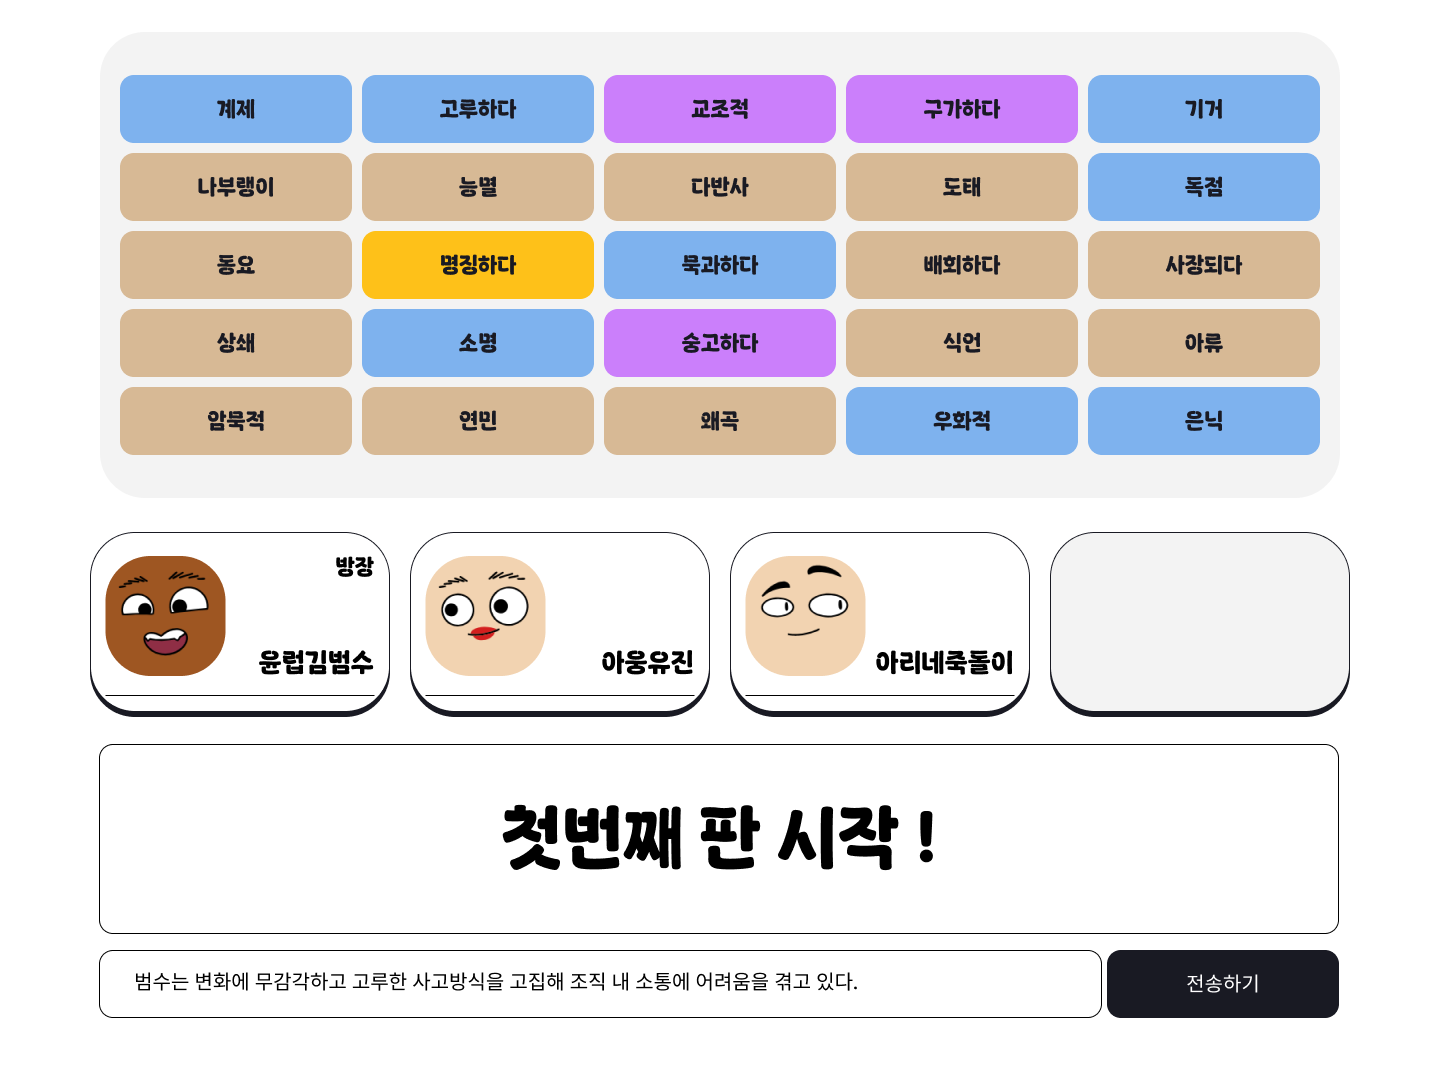 계제
고루하다
교조적
구가하다
기거
나부랭이
능멸
다반사
도태
독점
동요
명징하다
묵과하다
배회하다
사장되다
상쇄
소명
숭고하다
식언
아류
암묵적
연민
왜곡
우화적
은닉
방장
윤럽김범수
아웅유진
아리네죽돌이
첫번째 판 시작 !
범수는 변화에 무감각하고 고루한 사고방식을 고집해 조직 내 소통에 어려움을 겪고 있다.
전송하기